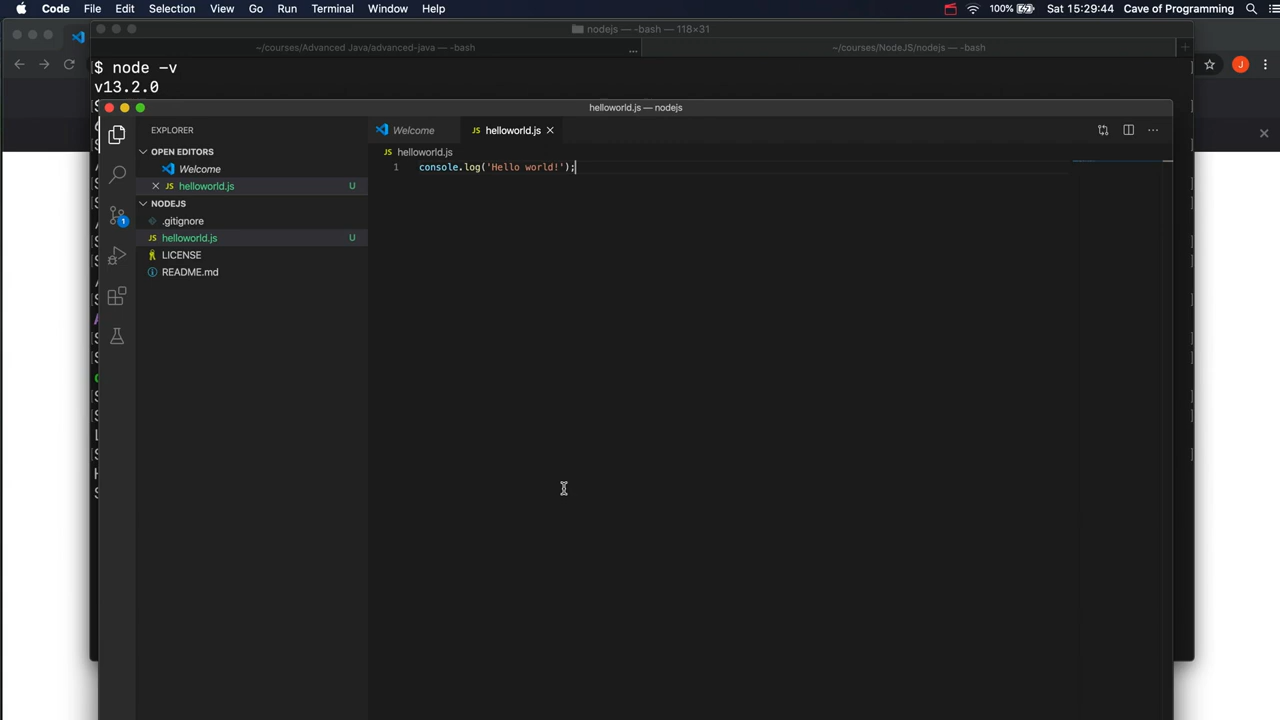 Code File Edit Selection View Go Run Terminal Window Help 100% Sat 15:29:44 Cave of Programming
nodejs — -bash — 118×31
~/courses/Advanced Java/advanced-java — -bash ... ~/courses/NodeJS/nodejs — -bash +
$ node -v
v13.2.0
helloworld.js — nodejs
EXPLORER
Welcome
helloworld.js
OPEN EDITORS
Welcome
helloworld.js U
NODEJS
.gitignore
helloworld.js U
LICENSE
README.md
1
J
helloworld.js
1 console.log('Hello world!');